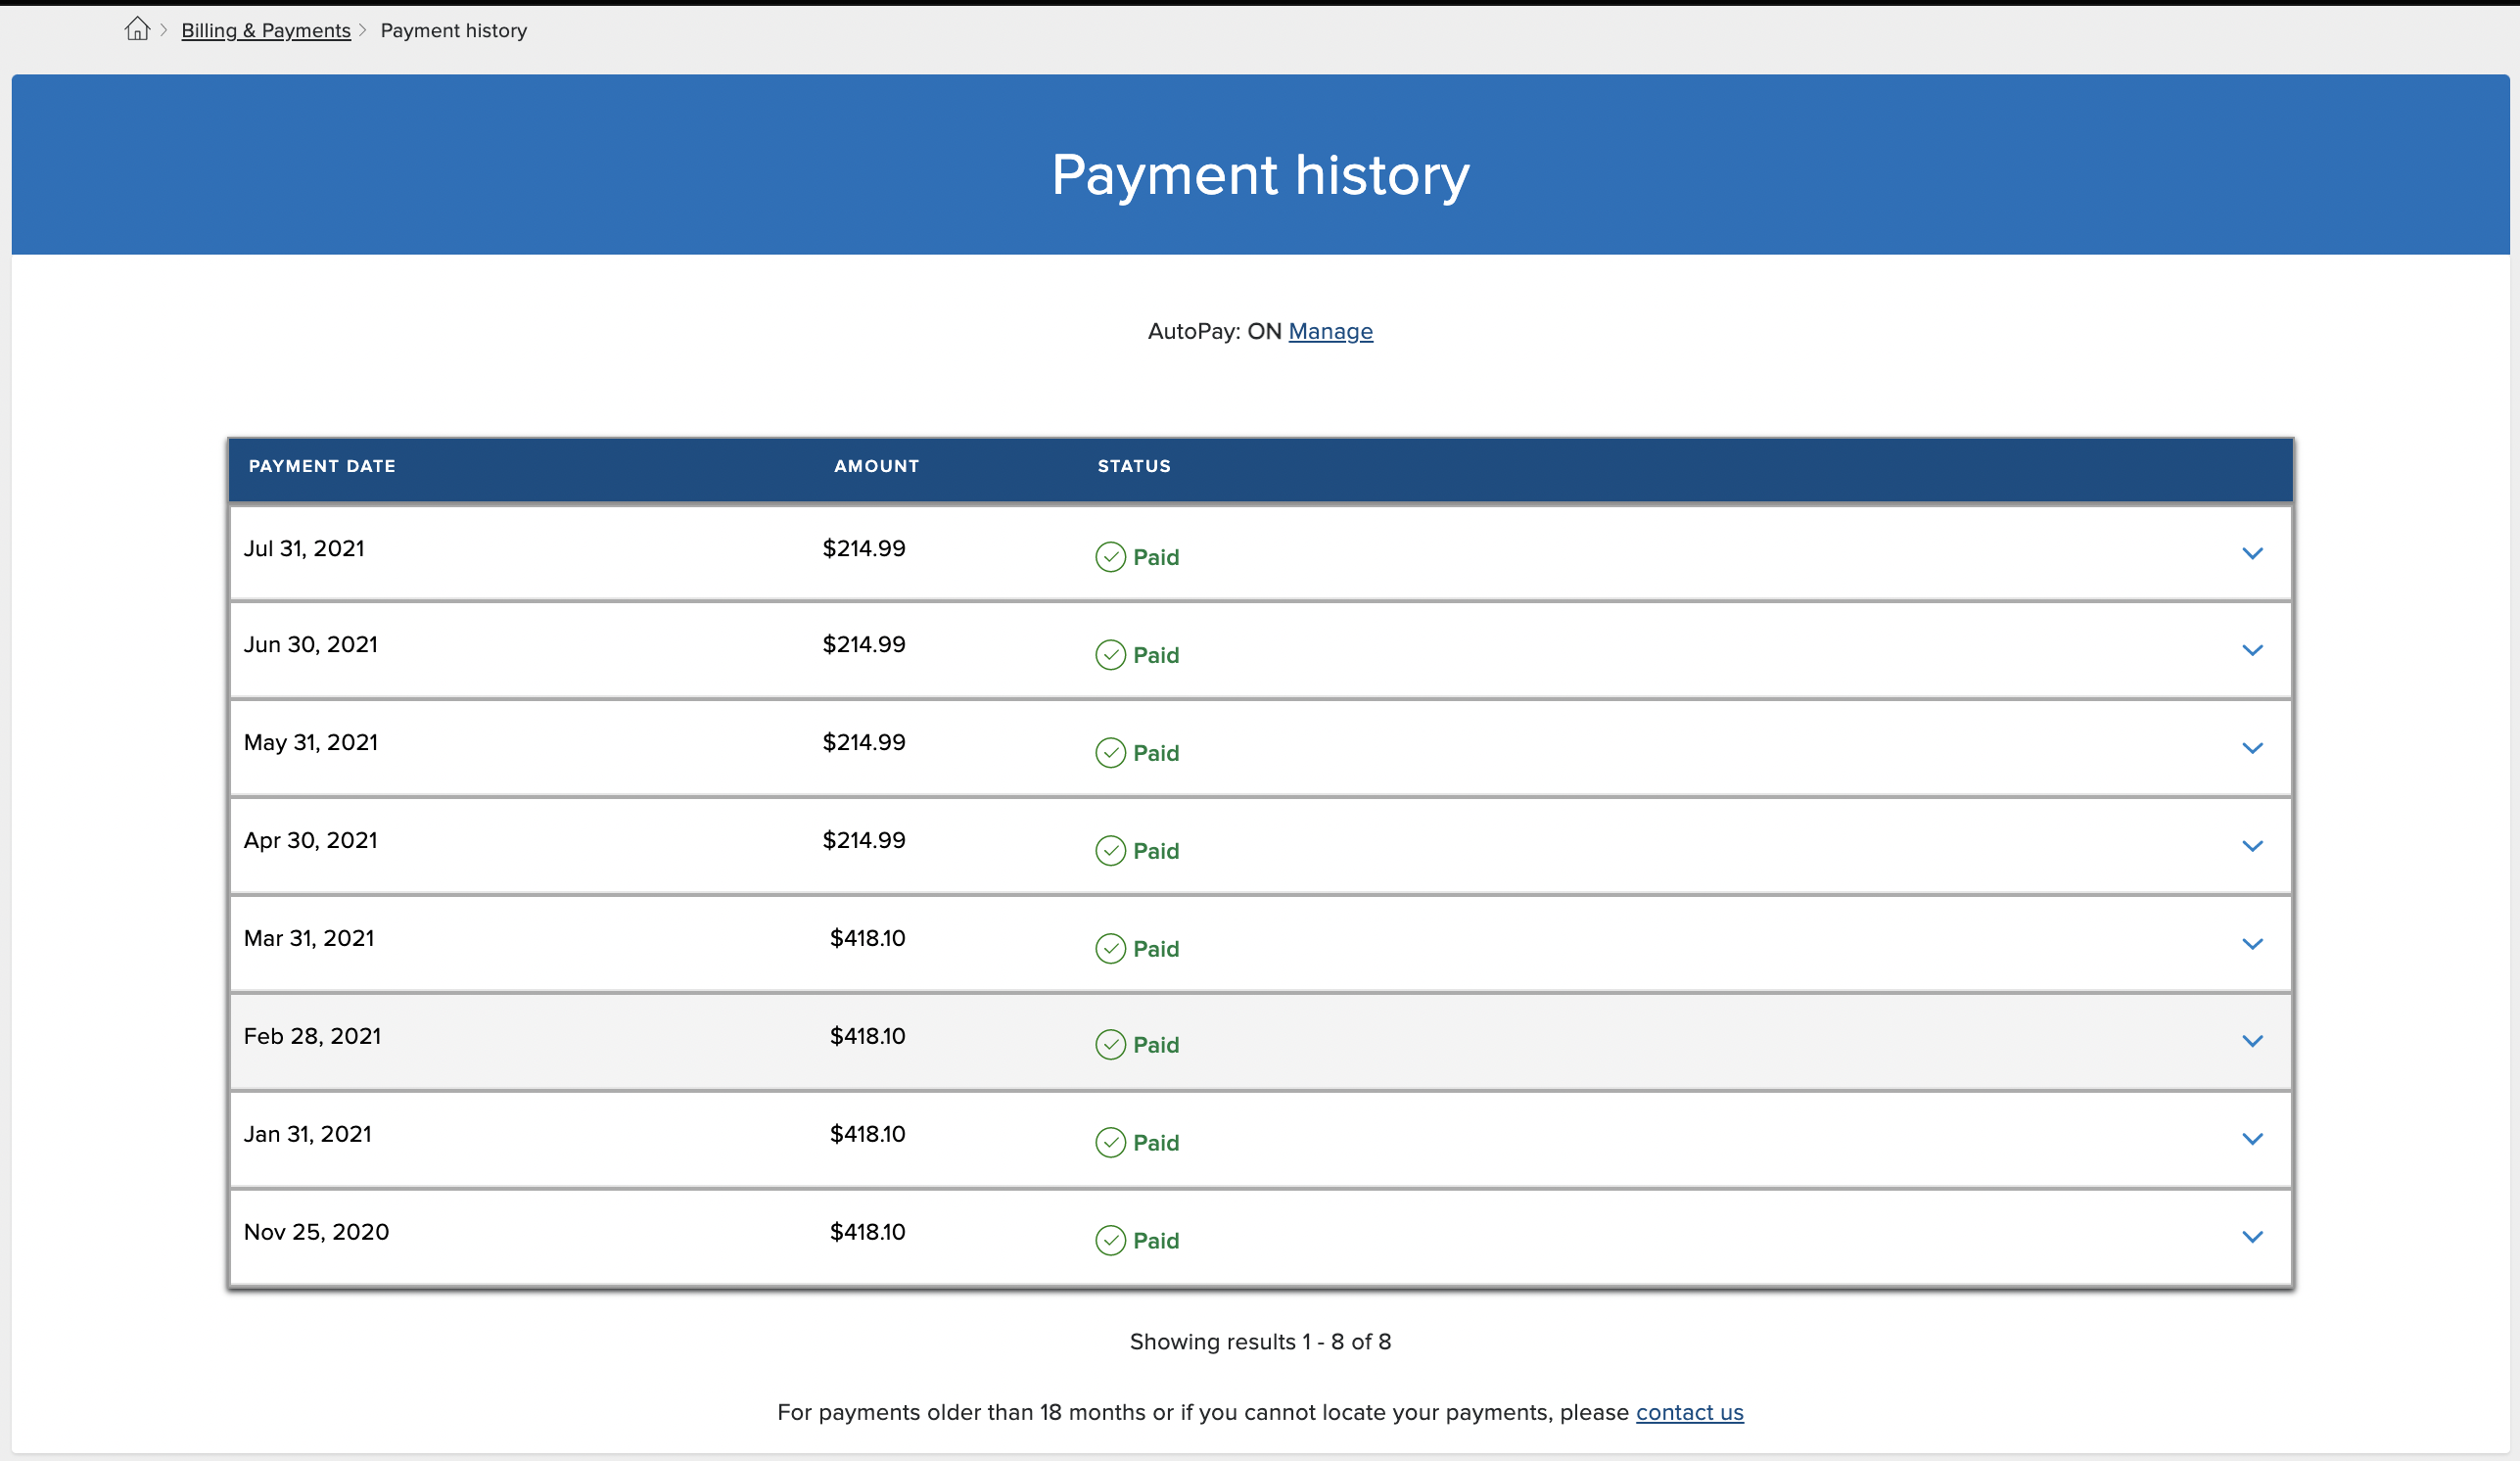 Billing & Payments Payment history
Payment history
AutoPay: ON Manage
PAYMENT DATE AMOUNT STATUS
Jul 31, 2021 $214.99 Paid
Jun 30, 2021 $214.99 Paid
May 31, 2021 $214.99 Paid
Apr 30, 2021 $214.99 Paid
Mar 31, 2021 $418.10 Paid
Feb 28, 2021 $418.10 Paid
Jan 31, 2021 $418.10 Paid
Nov 25, 2020 $418.10 Paid
Showing results 1 - 8 of 8
For payments older than 18 months or if you cannot locate your payments, please contact us